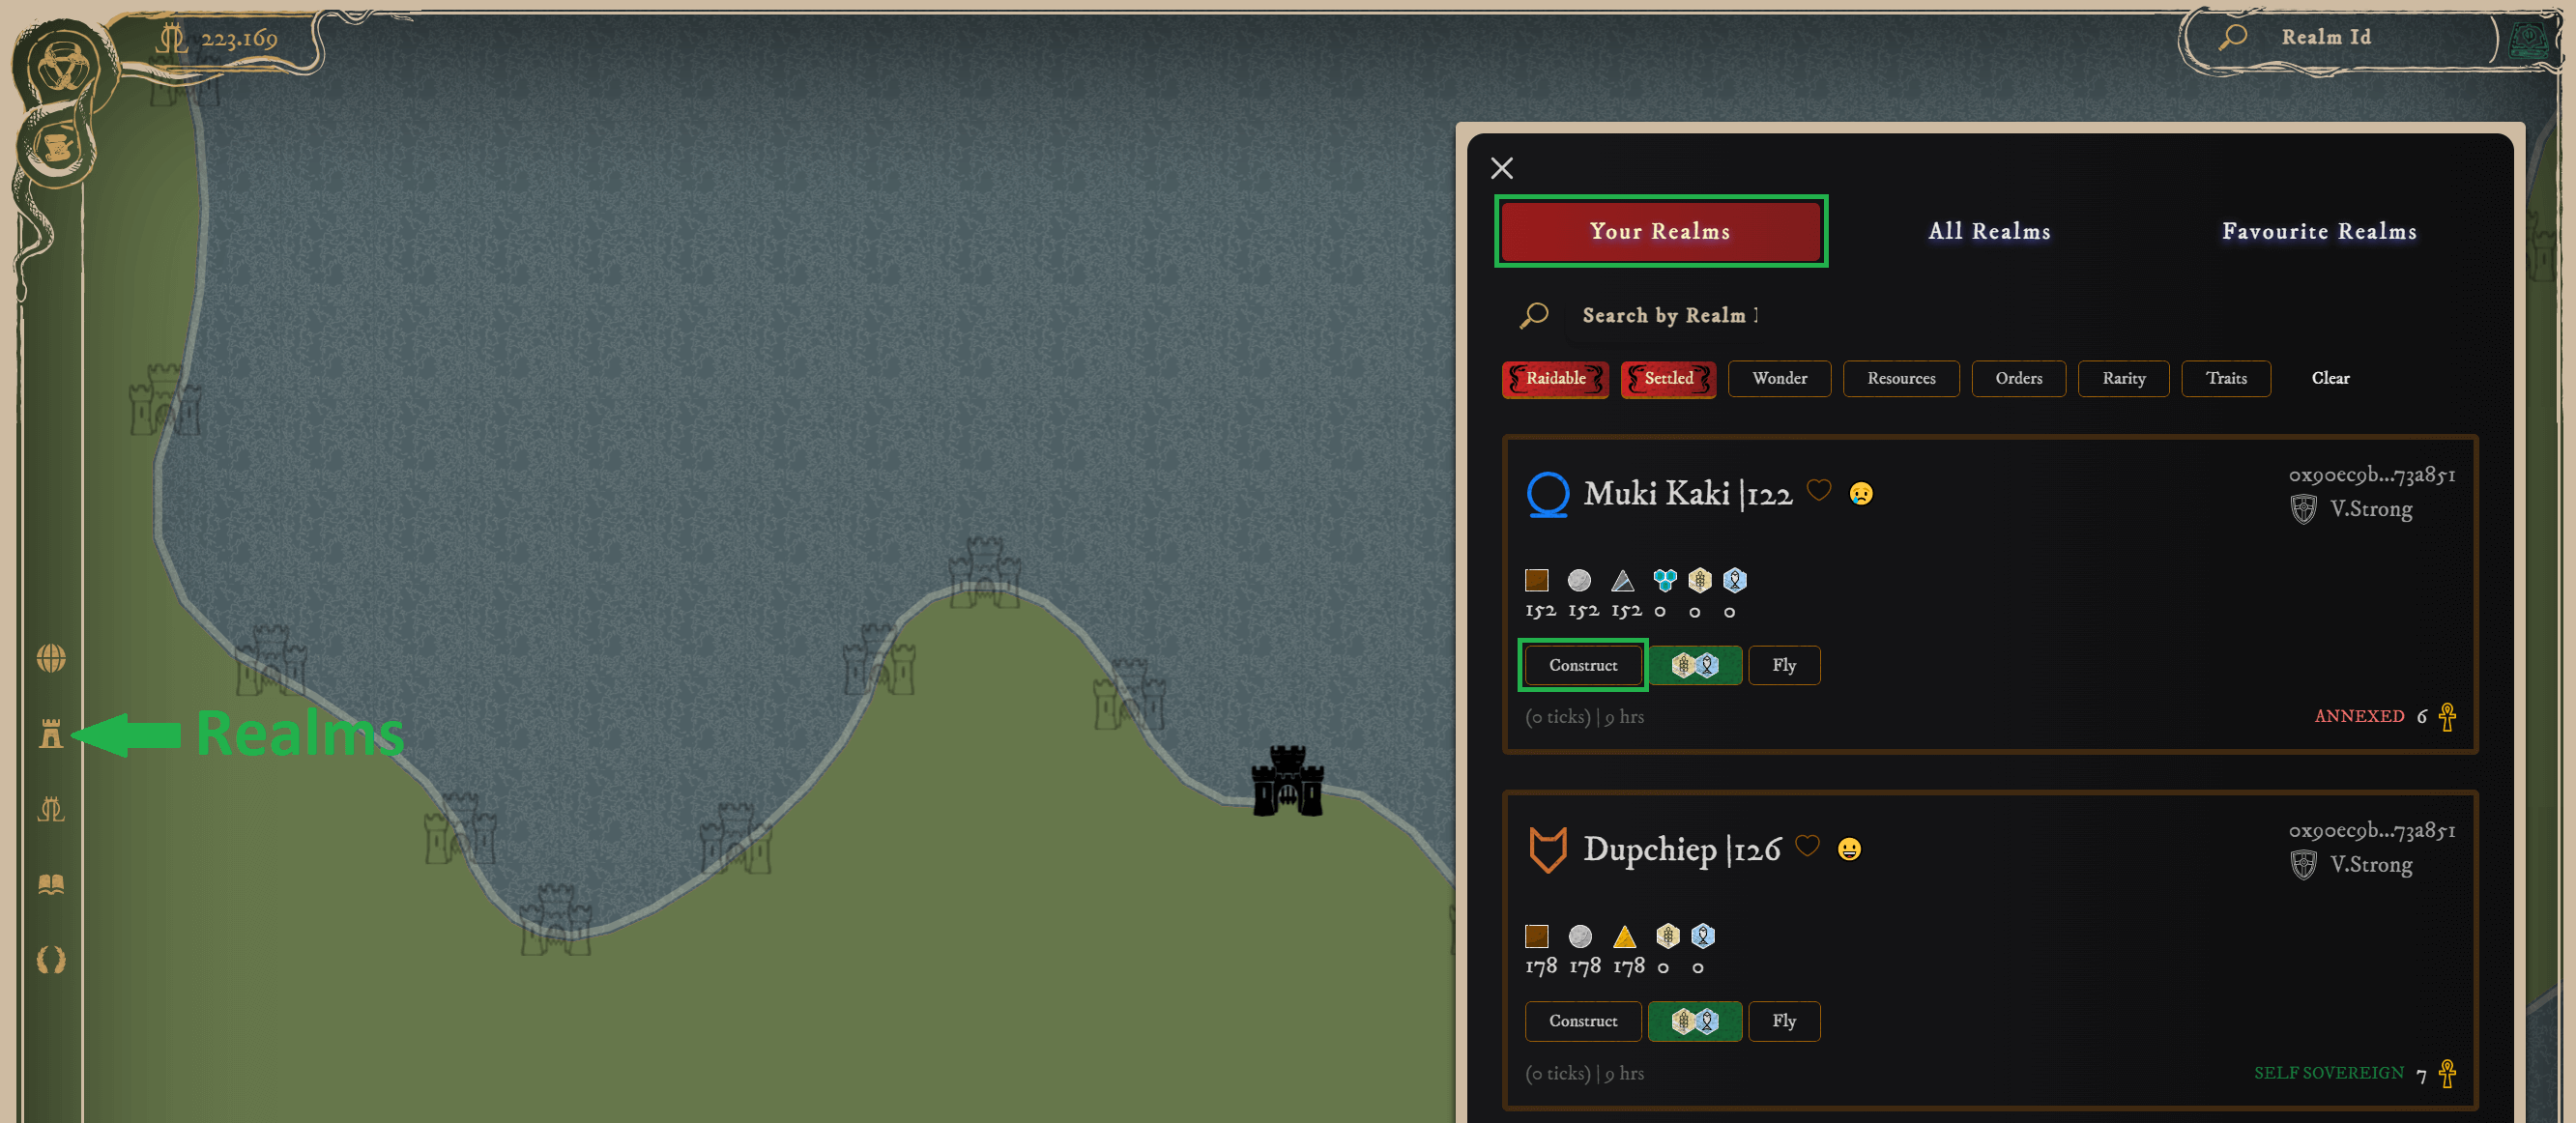 223.169
Realm Id
Your Realms
All Realms
Favourite Realms
Search by Realm I
Raidable
Settled
Wonder
Resources
Orders
Rarity
Traits
Clear
Muki Kaki |122
0x90ec9b...73a851
V.Strong
152 152 152 0 0 0
Construct
Fly
(0 ticks) | 9 hrs
ANNEXED 6
Realms
Dupchiep |126
0x90ec9b...73a851
V.Strong
178 178 178 0 0
Construct
Fly
(0 ticks) | 9 hrs
SELF SOVEREIGN 7